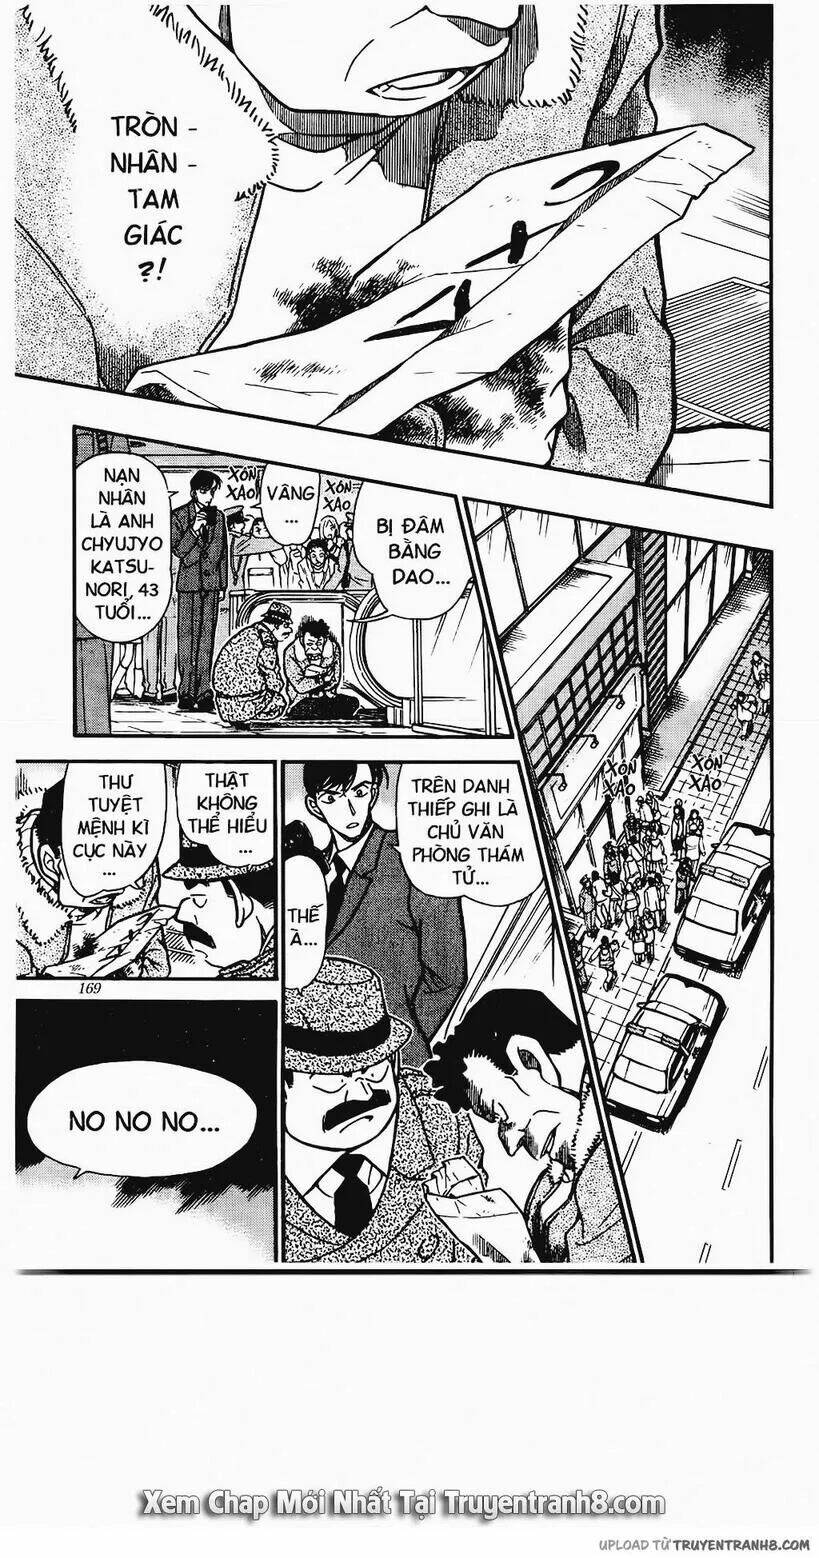 TRÒN -
NHÂN -
TAM
GIÁC
?!
XÔN
XAO
XÔN
XAO
BỊ ĐÂM
BẰNG
DAO...
VÂNG
...
XÔN
XAO
XÔN
XAO
NẠN
NHÂN
LÀ ANH
CHYUJYO
KATSU-
NORI, 43
TUỔI...
TRÊN DANH
THIẾP GHI LÀ
CHỦ VĂN
PHÒNG THÁM
TỬ...
THẾ
À...
THẬT
KHÔNG
THỂ HIỂU
...
THƯ
TUYỆT
MỆNH KÌ
CỤC NÀY
...
169
NO NO NO...
Xem Chap Mới Nhất Tại Truyentranh8.com
UPLOAD TỪ TRUYENTRANH8.COM